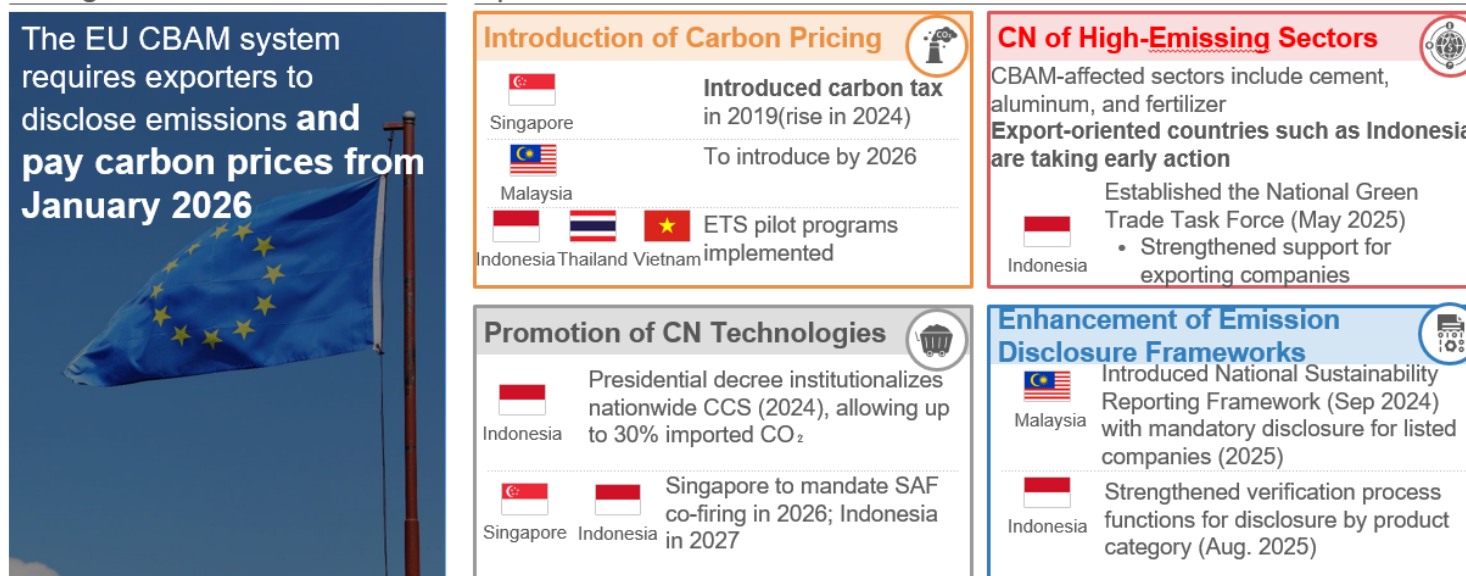 The EU CBAM system
requires exporters to
disclose emissions and
pay carbon prices from
January 2026
Introduction of Carbon Pricing
CO2
Singapore
Introduced carbon tax
in 2019(rise in 2024)
Malaysia
To introduce by 2026
Indonesia Thailand Vietnam
ETS pilot programs
implemented
CN of High-Emissing Sectors
CBAM-affected sectors include cement,
aluminum, and fertilizer
Export-oriented countries such as Indonesia
are taking early action
Indonesia
Established the National Green
Trade Task Force (May 2025)
• Strengthened support for
exporting companies
Promotion of CN Technologies
Indonesia
Presidential decree institutionalizes
nationwide CCS (2024), allowing up
to 30% imported CO₂
Singapore Indonesia
Singapore to mandate SAF
co-firing in 2026; Indonesia
in 2027
Enhancement of Emission
Disclosure Frameworks
Malaysia
Introduced National Sustainability
Reporting Framework (Sep 2024)
with mandatory disclosure for listed
companies (2025)
Indonesia
Strengthened verification process
functions for disclosure by product
category (Aug. 2025)